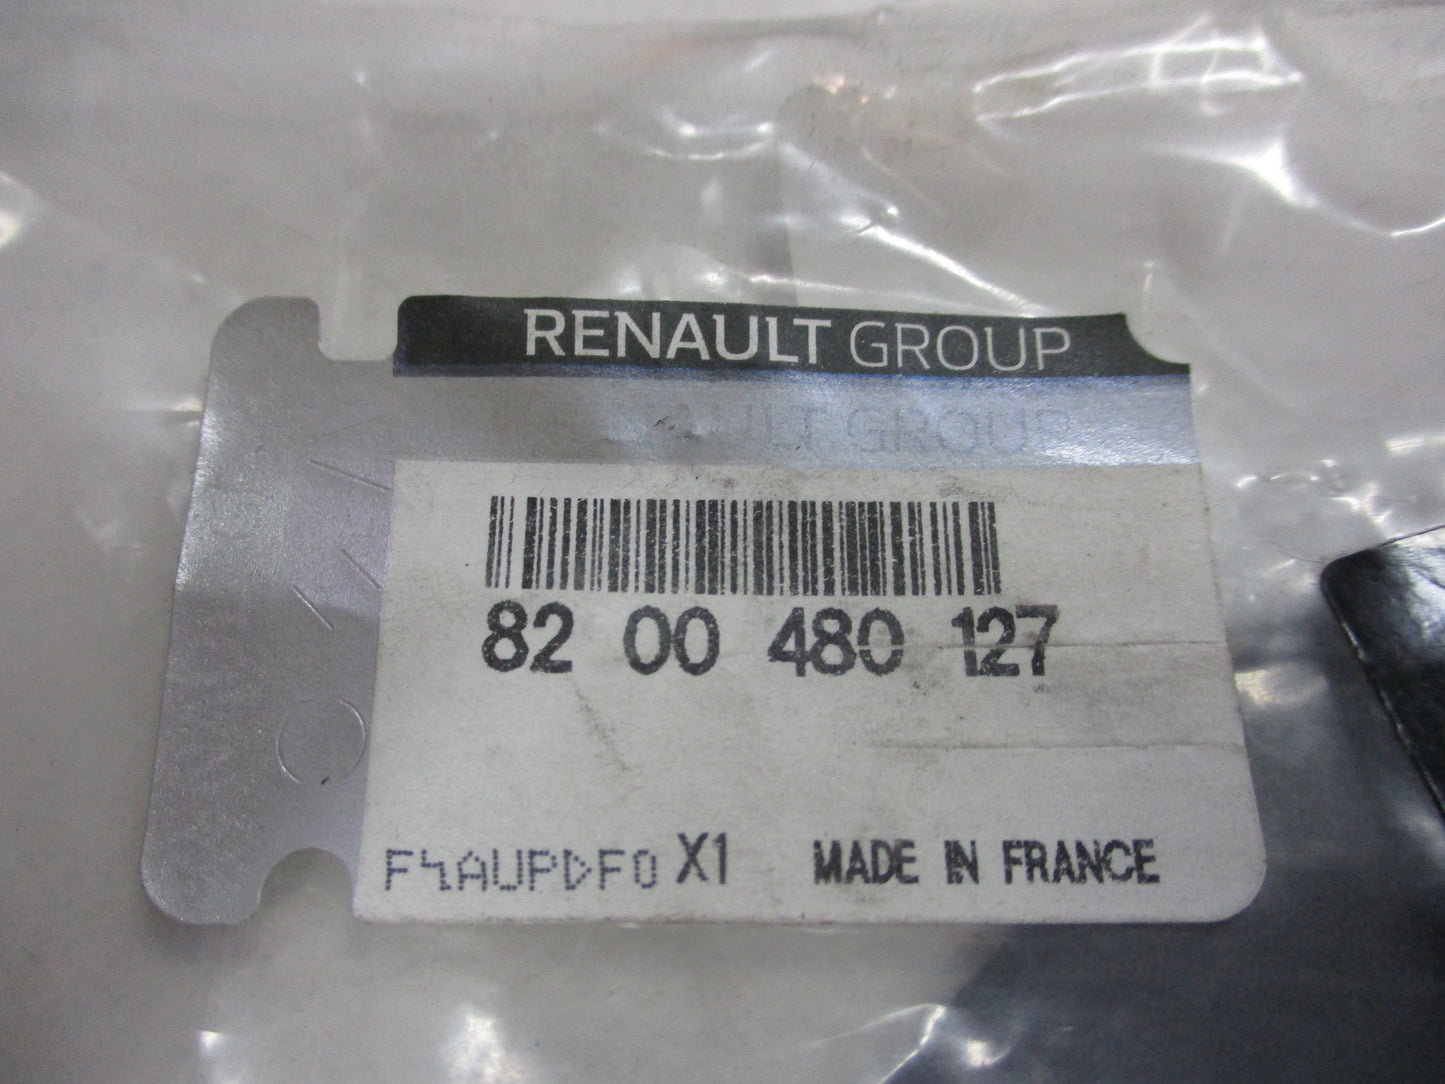 RENAULT GROUP
82 00 480 127
X1 MADE IN FRANCE